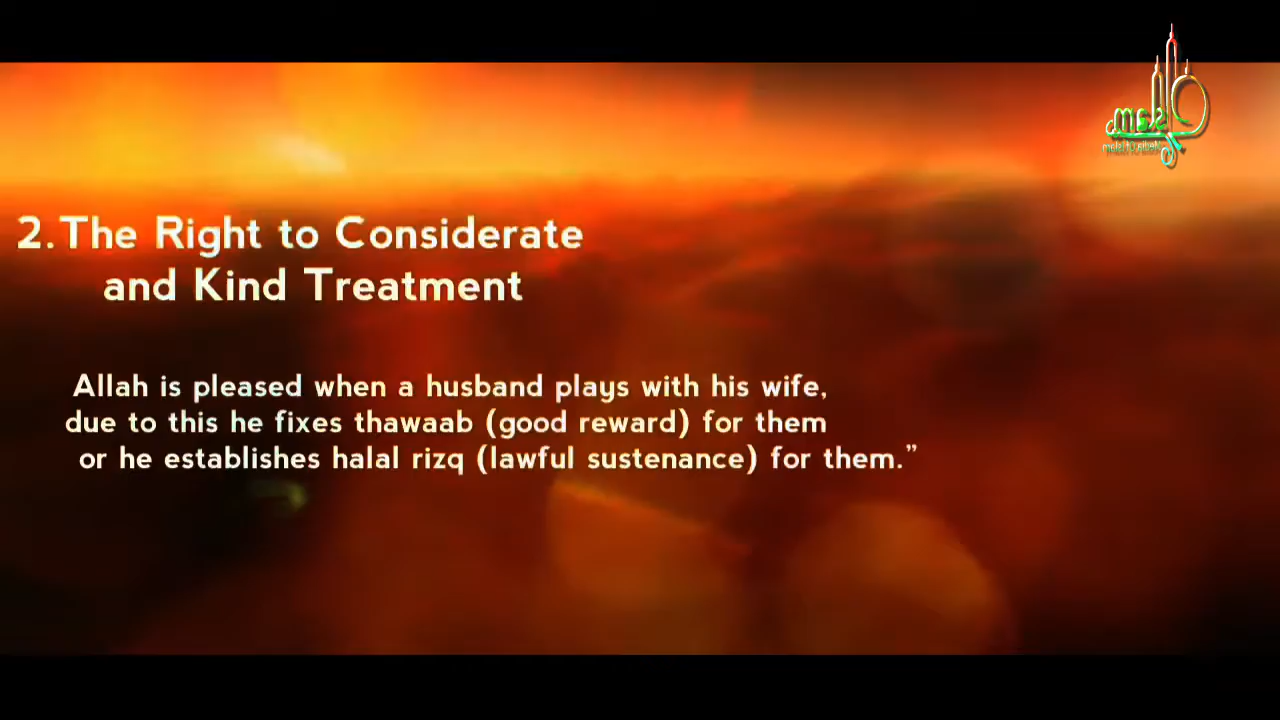 2.The Right to Considerate
and Kind Treatment
Allah is pleased when a husband plays with his wife,
due to this he fixes thawaab (good reward) for them
or he establishes halal rizq (lawful sustenance) for them.”